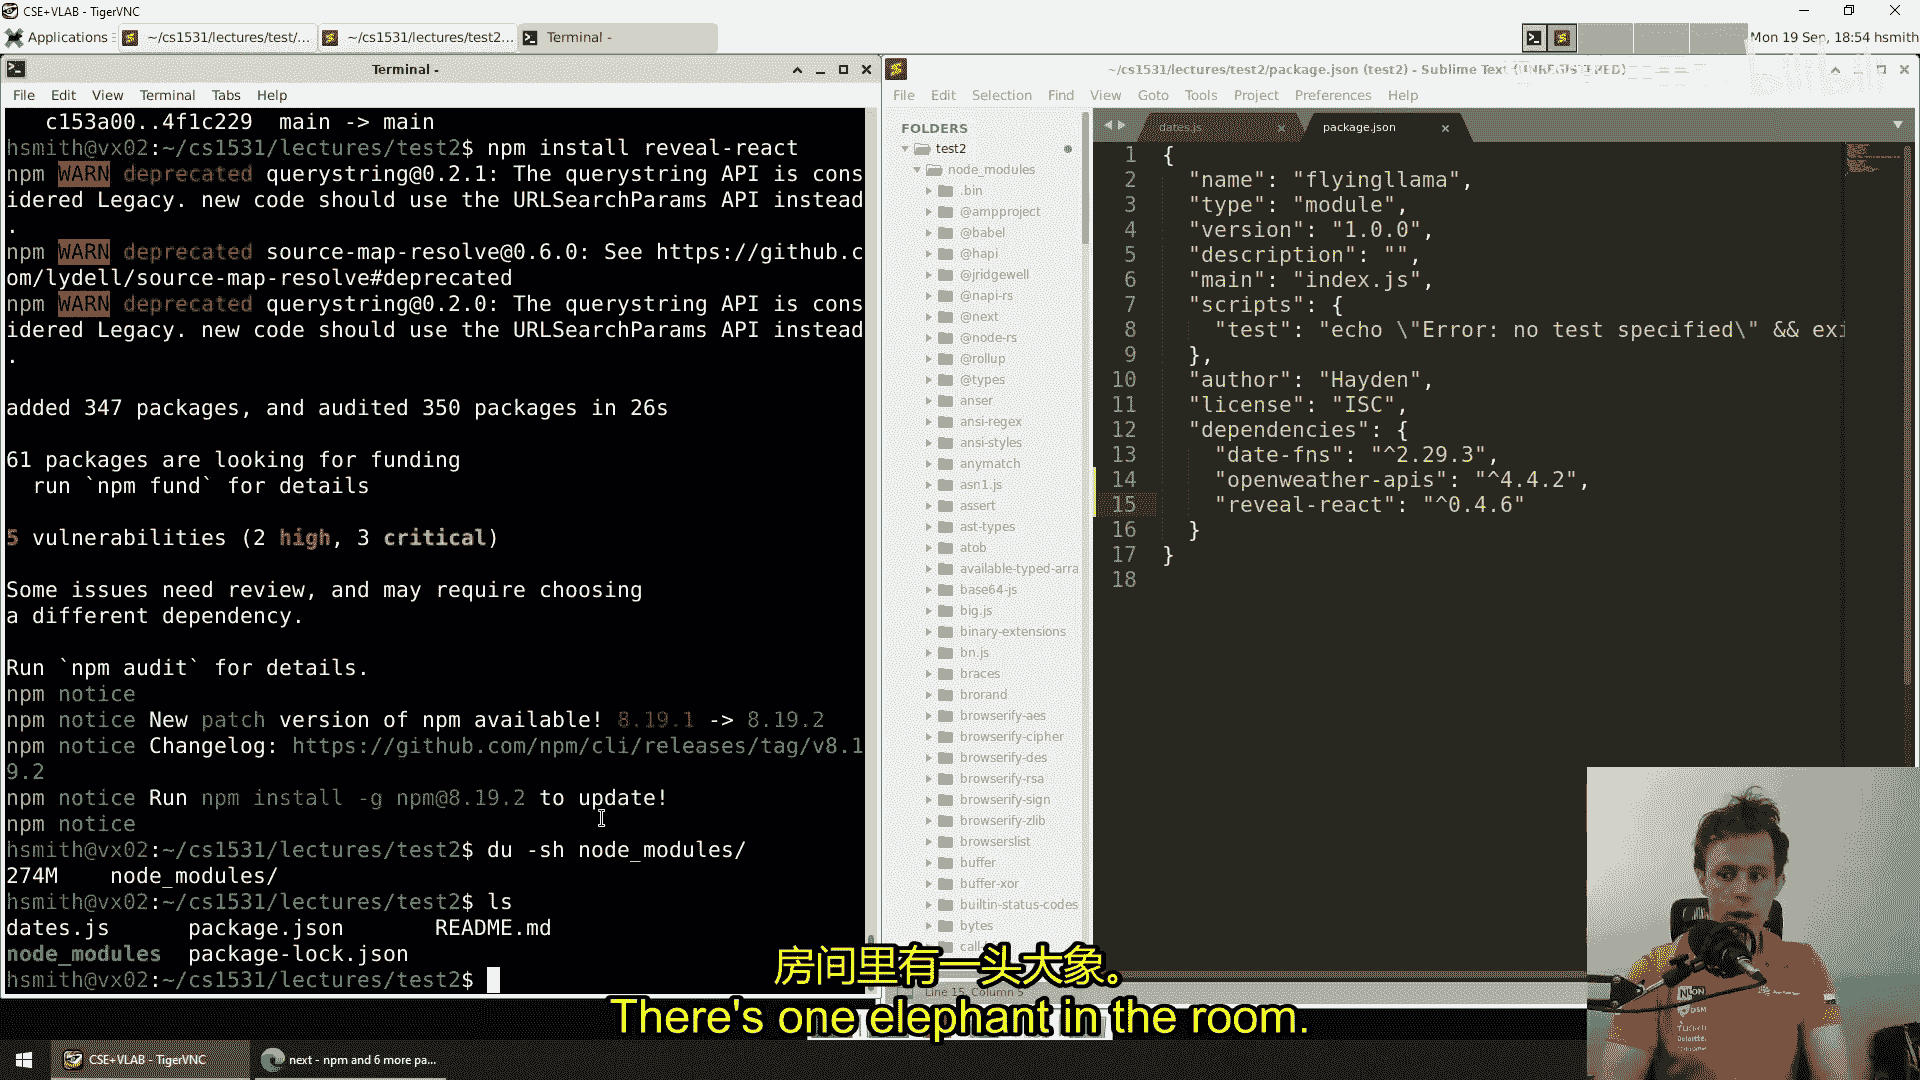 CSE+VLAB - TigerVNC
Applications
~/cs1531/lectures/test/...
~/cs1531/lectures/test2...
Terminal -
Mon 19 Sep, 18:54 hsmith
Terminal -
File Edit View Terminal Tabs Help
c153a00..4f1c229  main -> main
hsmith@vx02:~/cs1531/lectures/test2$ npm install reveal-react
npm WARN deprecated querystring@0.2.1: The querystring API is cons
idered Legacy. new code should use the URLSearchParams API instead
.
npm WARN deprecated source-map-resolve@0.6.0: See https://github.c
om/lydell/source-map-resolve#deprecated
npm WARN deprecated querystring@0.2.0: The querystring API is cons
idered Legacy. new code should use the URLSearchParams API instead
.
added 347 packages, and audited 350 packages in 26s
61 packages are looking for funding
run `npm fund` for details
5 vulnerabilities (2 high, 3 critical)
Some issues need review, and may require choosing
a different dependency.
Run `npm audit` for details.
npm notice
npm notice New patch version of npm available! 8.19.1 -> 8.19.2
npm notice Changelog: https://github.com/npm/cli/releases/tag/v8.1
9.2
npm notice Run npm install -g npm@8.19.2 to update!
npm notice
hsmith@vx02:~/cs1531/lectures/test2$ du -sh node_modules/
274M    node_modules/
hsmith@vx02:~/cs1531/lectures/test2$ ls
dates.js      package.json       README.md
node_modules  package-lock.json
hsmith@vx02:~/cs1531/lectures/test2$
~/cs1531/lectures/test2/package.json (test2) - Sublime Text (UNREGISTERED)
File Edit Selection Find View Goto Tools Project Preferences Help
FOLDERS
test2
node_modules
.bin
@ampproject
@babel
@hapi
@jridgewell
@napi-rs
@next
@node-rs
@rollup
@types
anser
ansi-regex
ansi-styles
anymatch
asn1.js
assert
ast-types
atob
available-typed-arra
base64-js
big.js
binary-extensions
bn.js
braces
brorand
browserify-aes
browserify-cipher
browserify-des
browserify-rsa
browserify-sign
browserify-zlib
browserslist
buffer
buffer-xor
builtin-status-codes
bytes
call
dates.js
package.json
1 {
2 "name": "flyingllama",
3 "type": "module",
4 "version": "1.0.0",
5 "description": "",
6 "main": "index.js",
7 "scripts": {
8 "test": "echo \"Error: no test specified\" && exi
9 },
10 "author": "Hayden",
11 "license": "ISC",
12 "dependencies": {
13 "date-fns": "^2.29.3",
14 "openweather-apis": "^4.4.2",
15 "reveal-react": "^0.4.6"
16 }
17 }
18
Line 15, Column 5
房间里有一头大象。
There's one elephant in the room.
CSE+VLAB - TigerVNC
next - npm and 6 more pa...